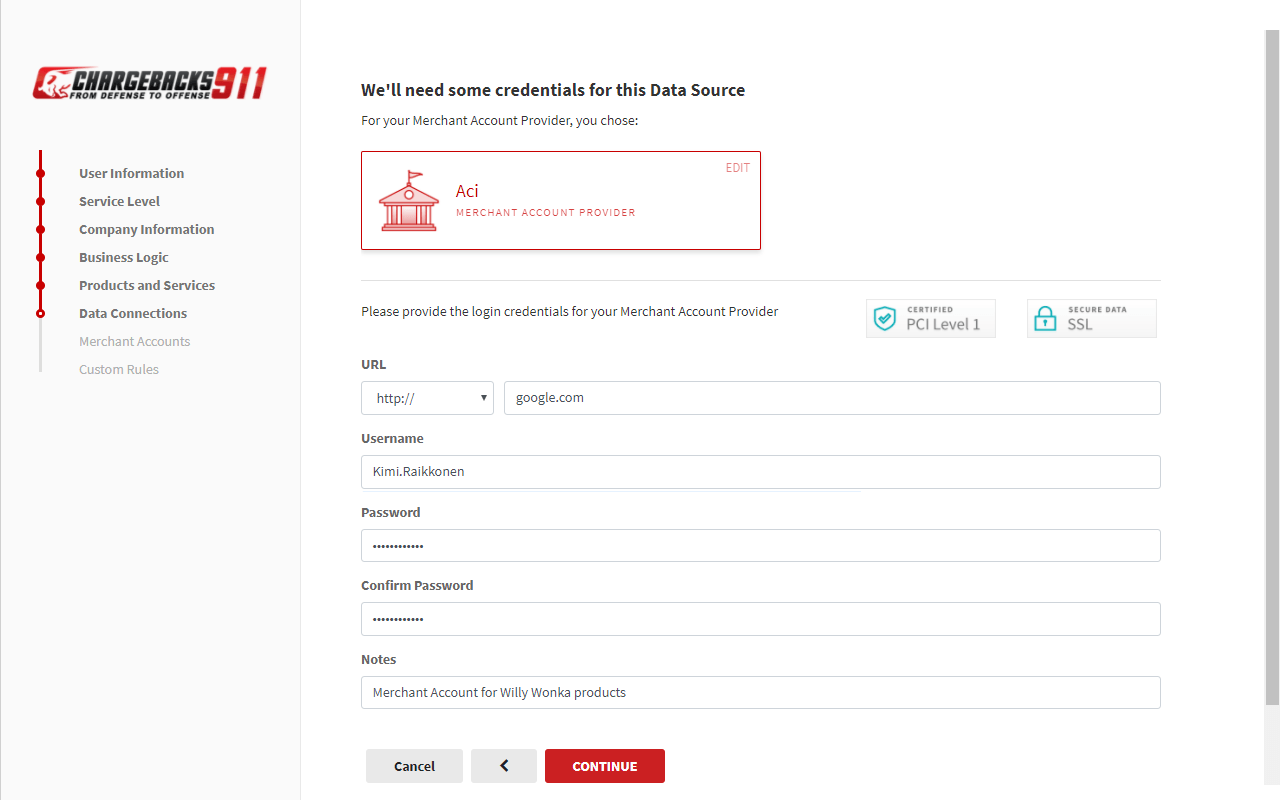 CHARGEBACKS911
FROM DEFENSE TO OFFENSE
User Information
Service Level
Company Information
Business Logic
Products and Services
Data Connections
Merchant Accounts
Custom Rules
We'll need some credentials for this Data Source
For your Merchant Account Provider, you chose:
EDIT
Aci
MERCHANT ACCOUNT PROVIDER
Please provide the login credentials for your Merchant Account Provider
CERTIFIED
PCI Level 1
SECURE DATA
SSL
URL
http://
google.com
Username
Kimi.Raikkonen
Password
••••••••••••
Confirm Password
••••••••••••
Notes
Merchant Account for Willy Wonka products
Cancel
CONTINUE